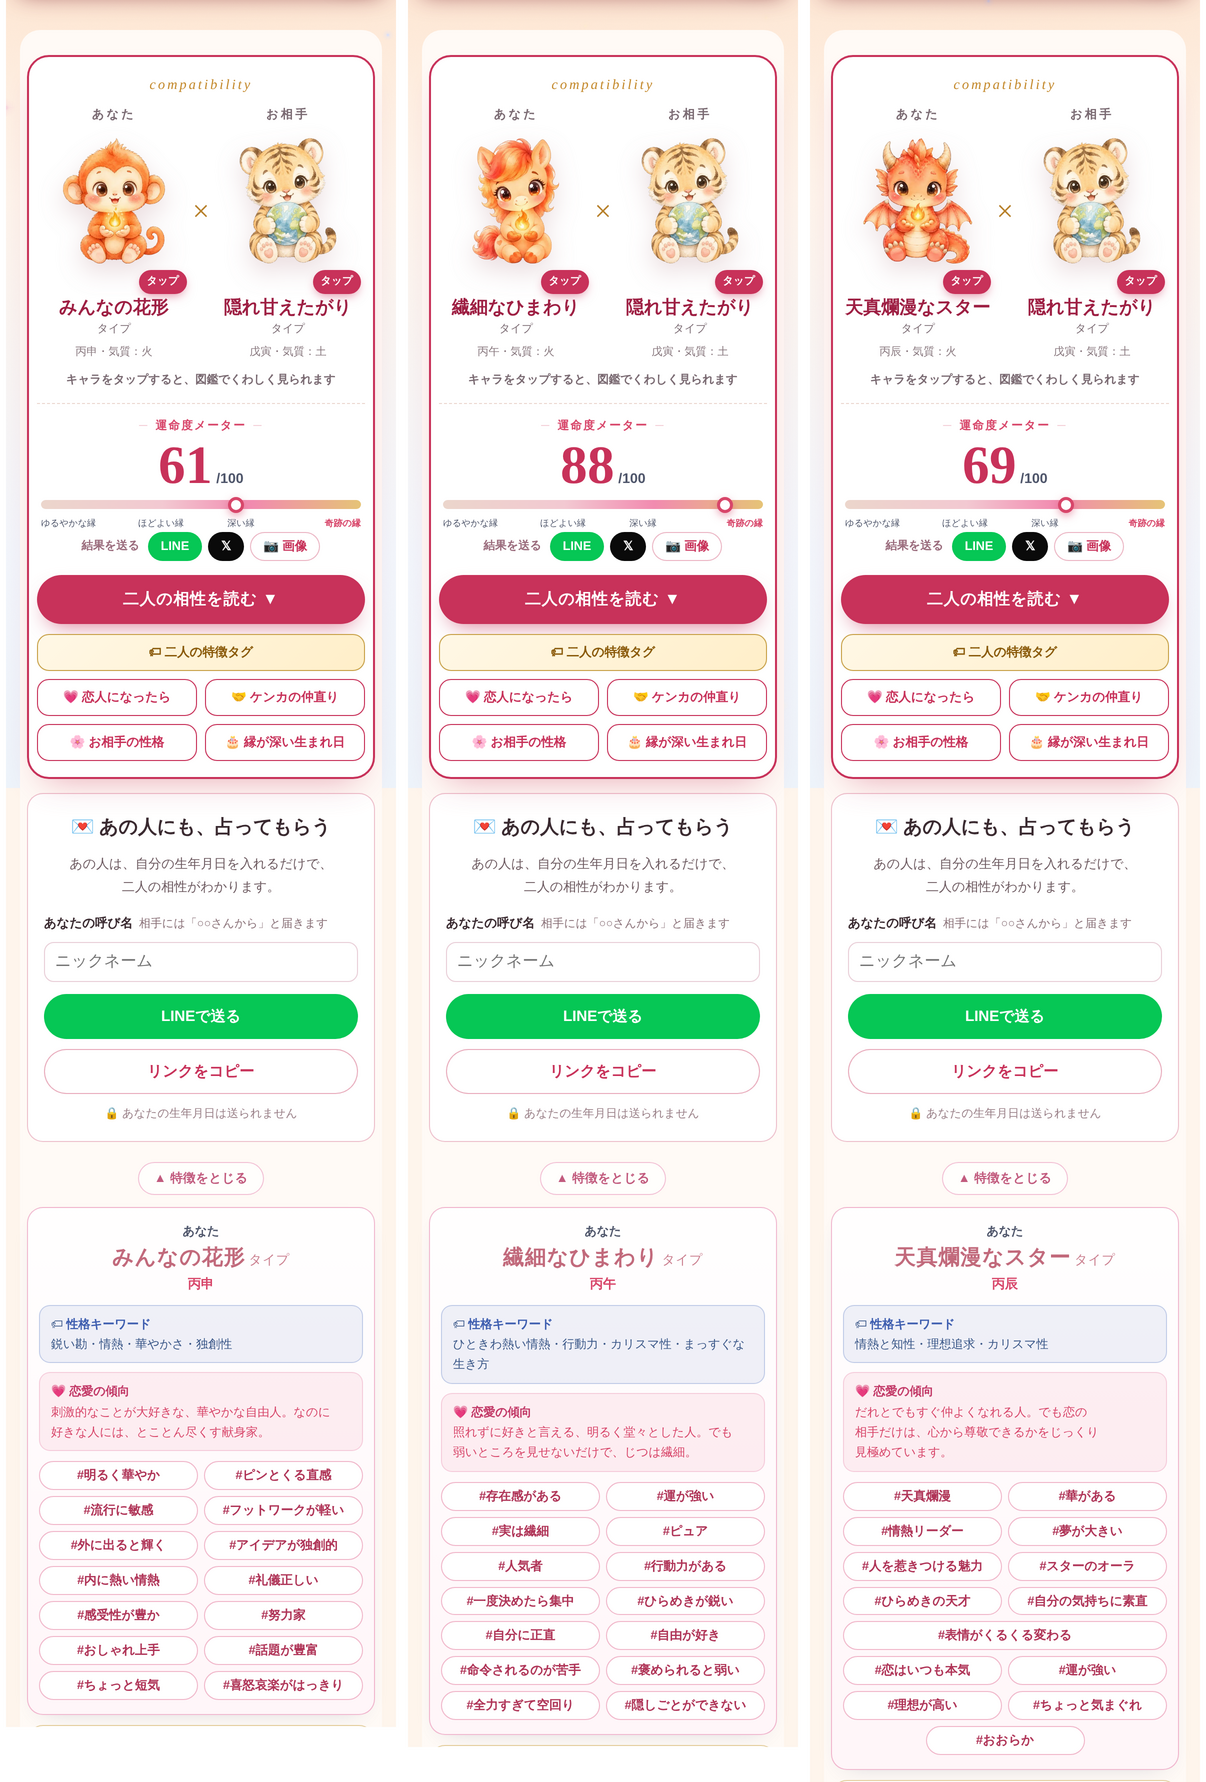 compatibility
あなた
お相手
×
タップ
タップ
みんなの花形
隠れ甘えたがり
タイプ
タイプ
丙申・気質：火
戊寅・気質：土
キャラをタップすると、図鑑でくわしく見られます
運命度メーター
61 /100
ゆるやかな縁 ほどよい縁 深い縁 奇跡の縁
結果を送る LINE 𝕏 📷 画像
二人の相性を読む ▼
🏷 二人の特徴タグ
💗 恋人になったら
🤝 ケンカの仲直り
🌸 お相手の性格
🎂 縁が深い生まれ日
💌 あの人にも、占ってもらう
あの人は、自分の生年月日を入れるだけで、
二人の相性がわかります。
あなたの呼び名 相手には「○○さんから」と届きます
ニックネーム
LINEで送る
リンクをコピー
🔒 あなたの生年月日は送られません
▲ 特徴をとじる
あなた
みんなの花形 タイプ
丙申
🏷 性格キーワード
鋭い勘・情熱・華やかさ・独創性
💗 恋愛の傾向
刺激的なことが大好きな、華やかな自由人。なのに
好きな人には、とことん尽くす献身家。
#明るく華やか
#ピンとくる直感
#流行に敏感
#フットワークが軽い
#外に出ると輝く
#アイデアが独創的
#内に熱い情熱
#礼儀正しい
#感受性が豊か
#努力家
#おしゃれ上手
#話題が豊富
#ちょっと短気
#喜怒哀楽がはっきり
compatibility
あなた
お相手
×
タップ
タップ
繊細なひまわり
隠れ甘えたがり
タイプ
タイプ
丙午・気質：火
戊寅・気質：土
キャラをタップすると、図鑑でくわしく見られます
運命度メーター
88 /100
ゆるやかな縁 ほどよい縁 深い縁 奇跡の縁
結果を送る LINE 𝕏 📷 画像
二人の相性を読む ▼
🏷 二人の特徴タグ
💗 恋人になったら
🤝 ケンカの仲直り
🌸 お相手の性格
🎂 縁が深い生まれ日
💌 あの人にも、占ってもらう
あの人は、自分の生年月日を入れるだけで、
二人の相性がわかります。
あなたの呼び名 相手には「○○さんから」と届きます
ニックネーム
LINEで送る
リンクをコピー
🔒 あなたの生年月日は送られません
▲ 特徴をとじる
あなた
繊細なひまわり タイプ
丙午
🏷 性格キーワード
ひときわ熱い情熱・行動力・カリスマ性・まっすぐな
生き方
💗 恋愛の傾向
照れずに好きと言える、明るく堂々とした人。でも
弱いところを見せないだけで、じつは繊細。
#存在感がある
#運が強い
#実は繊細
#ピュア
#人気者
#行動力がある
#一度決めたら集中
#ひらめきが鋭い
#自分に正直
#自由が好き
#命令されるのが苦手
#褒められると弱い
#全力すぎて空回り
#隠しごとができない
compatibility
あなた
お相手
×
タップ
タップ
天真爛漫なスター
隠れ甘えたがり
タイプ
タイプ
丙辰・気質：火
戊寅・気質：土
キャラをタップすると、図鑑でくわしく見られます
運命度メーター
69 /100
ゆるやかな縁 ほどよい縁 深い縁 奇跡の縁
結果を送る LINE 𝕏 📷 画像
二人の相性を読む ▼
🏷 二人の特徴タグ
💗 恋人になったら
🤝 ケンカの仲直り
🌸 お相手の性格
🎂 縁が深い生まれ日
💌 あの人にも、占ってもらう
あの人は、自分の生年月日を入れるだけで、
二人の相性がわかります。
あなたの呼び名 相手には「○○さんから」と届きます
ニックネーム
LINEで送る
リンクをコピー
🔒 あなたの生年月日は送られません
▲ 特徴をとじる
あなた
天真爛漫なスター タイプ
丙辰
🏷 性格キーワード
情熱と知性・理想追求・カリスマ性
💗 恋愛の傾向
だれとでもすぐ仲よくなれる人。でも恋の
相手だけは、心から尊敬できるかをじっくり
見極めています。
#天真爛漫
#華がある
#情熱リーダー
#夢が大きい
#人を惹きつける魅力
#スターのオーラ
#ひらめきの天才
#自分の気持ちに素直
#表情がくるくる変わる
#恋はいつも本気
#運が強い
#理想が高い
#ちょっと気まぐれ
#おおらか